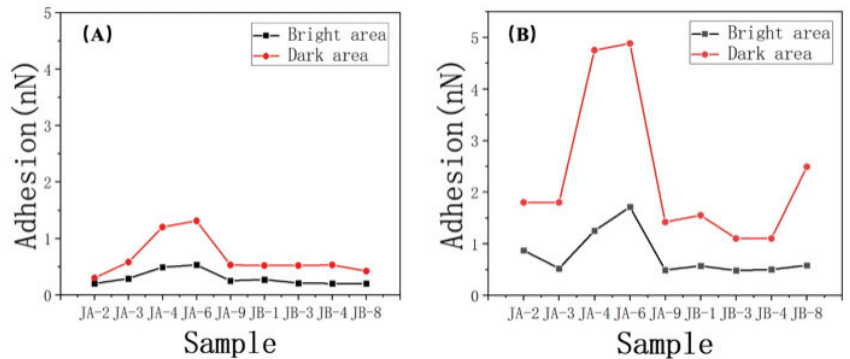 (A)
Bright area
Dark area
Adhesion(nN)
5
4
3
2
1
0
JA-2 JA-3 JA-4 JA-6 JA-9 JB-1 JB-3 JB-4 JB-8
Sample
(B)
Bright area
Dark area
Adhesion(nN)
5
4
3
2
1
0
JA-2 JA-3 JA-4 JA-6 JA-9 JB-1 JB-3 JB-4 JB-8
Sample